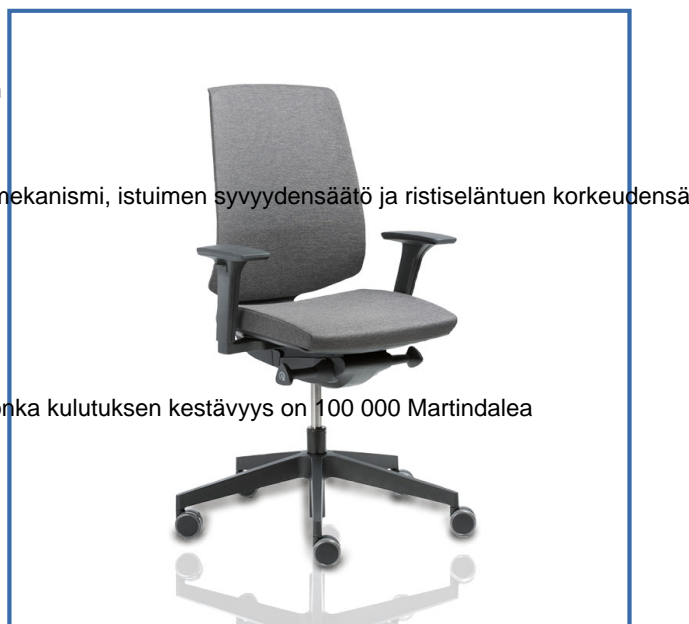 mekanismi, istuimen syvyydensäätö ja ristiseläntuen korkeudensä
nka kulutuksen kestävyys on 100 000 Martindalea